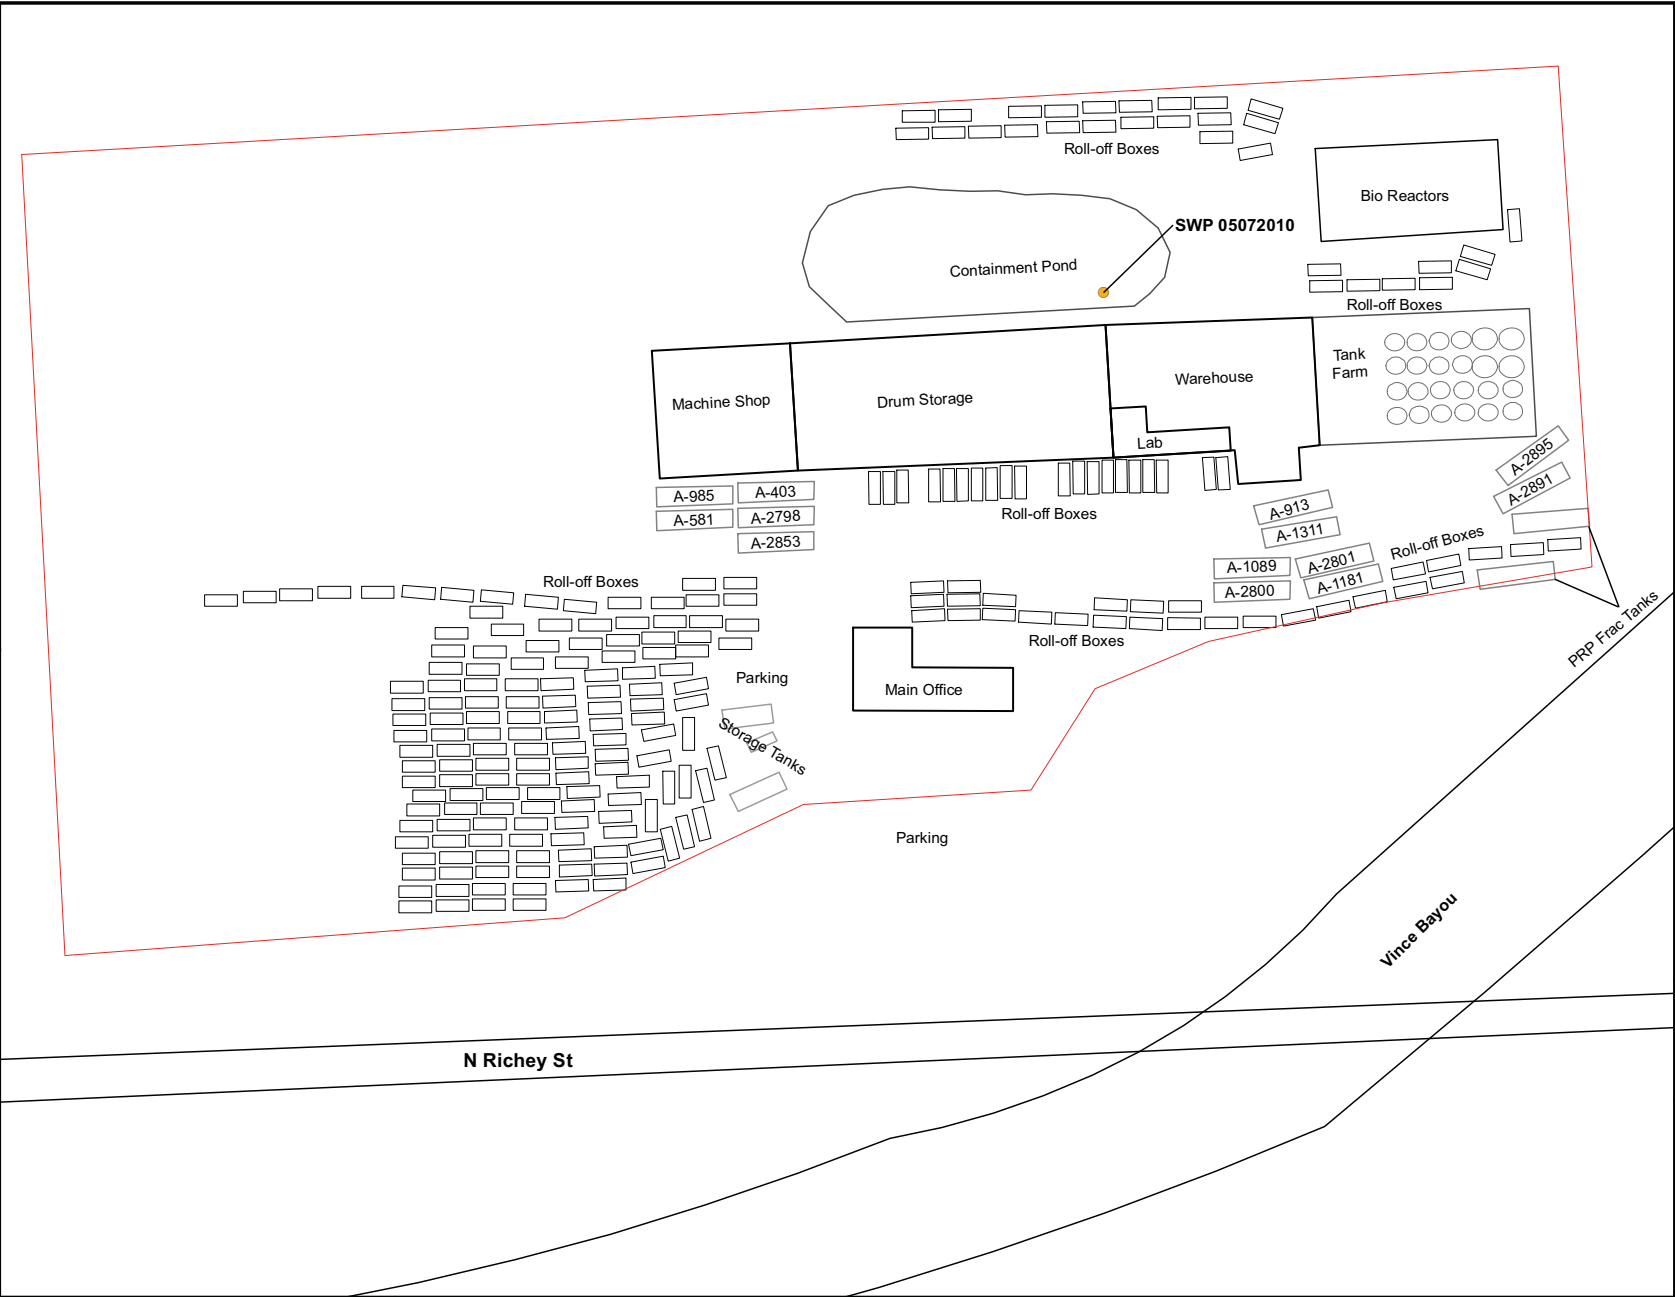 Roll-off Boxes
Bio Reactors
SWP 05072010
Containment Pond
Roll-off Boxes
Tank
Farm
Warehouse
Machine Shop
Drum Storage
Lab
A-2895
A-2891
A-985
A-403
A-581
A-2798
A-2853
Roll-off Boxes
A-913
A-1311
Roll-off Boxes
A-1089
A-2801
A-2800
A-1181
Roll-off Boxes
PRP Frac Tanks
Roll-off Boxes
Parking
Main Office
Storage Tanks
Parking
Vince Bayou
N Richey St